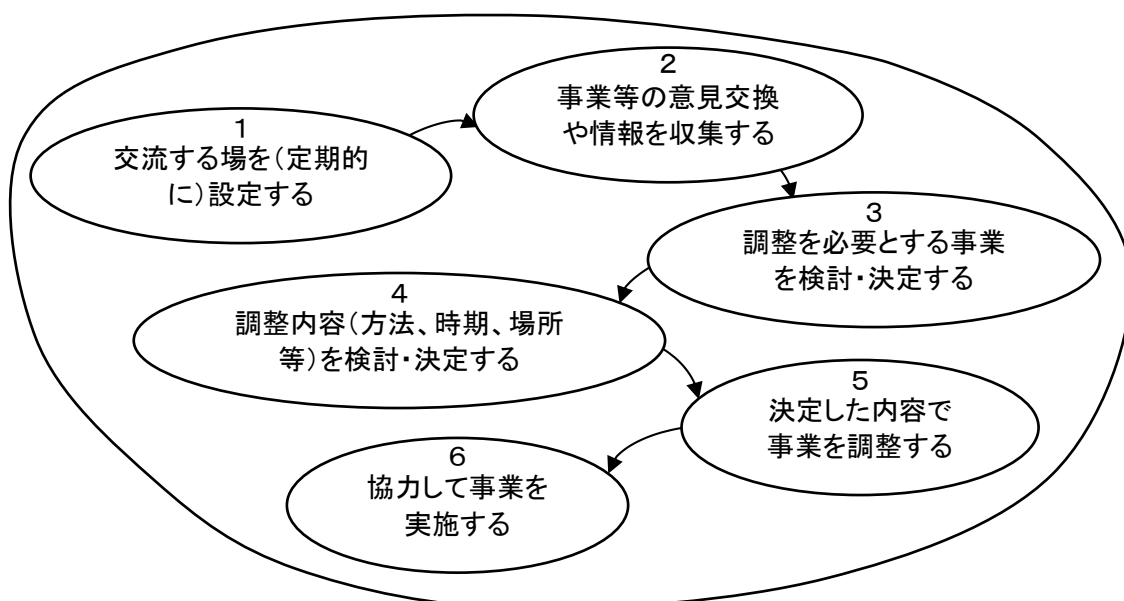 1
交流する場を(定期的
に)設定する
2
事業等の意見交換
や情報を収集する
3
調整を必要とする事業
を検討・決定する
4
調整内容(方法、時期、場所
等)を検討・決定する
5
決定した内容で
事業を調整する
6
協力して事業を
実施する